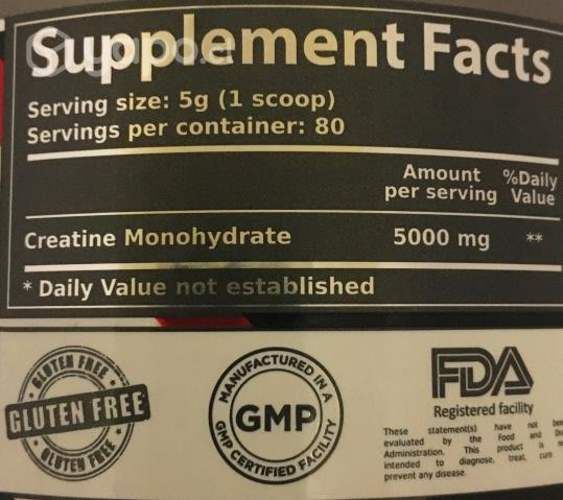 Supplement Facts
Serving size: 5g (1 scoop)
Servings per container: 80
Amount per serving
%Daily Value
Creatine Monohydrate 5000 mg **
* Daily Value not established
GLUTEN FREE
GLUTEN FREE
GLUTEN FREE
MANUFACTURED IN A
GMP
GMP CERTIFIED FACILITY
FDA
Registered facility
These statement(s) have not
evaluated by the Food and
Administration. This product is
intended to diagnose, treat, cure
prevent any disease.